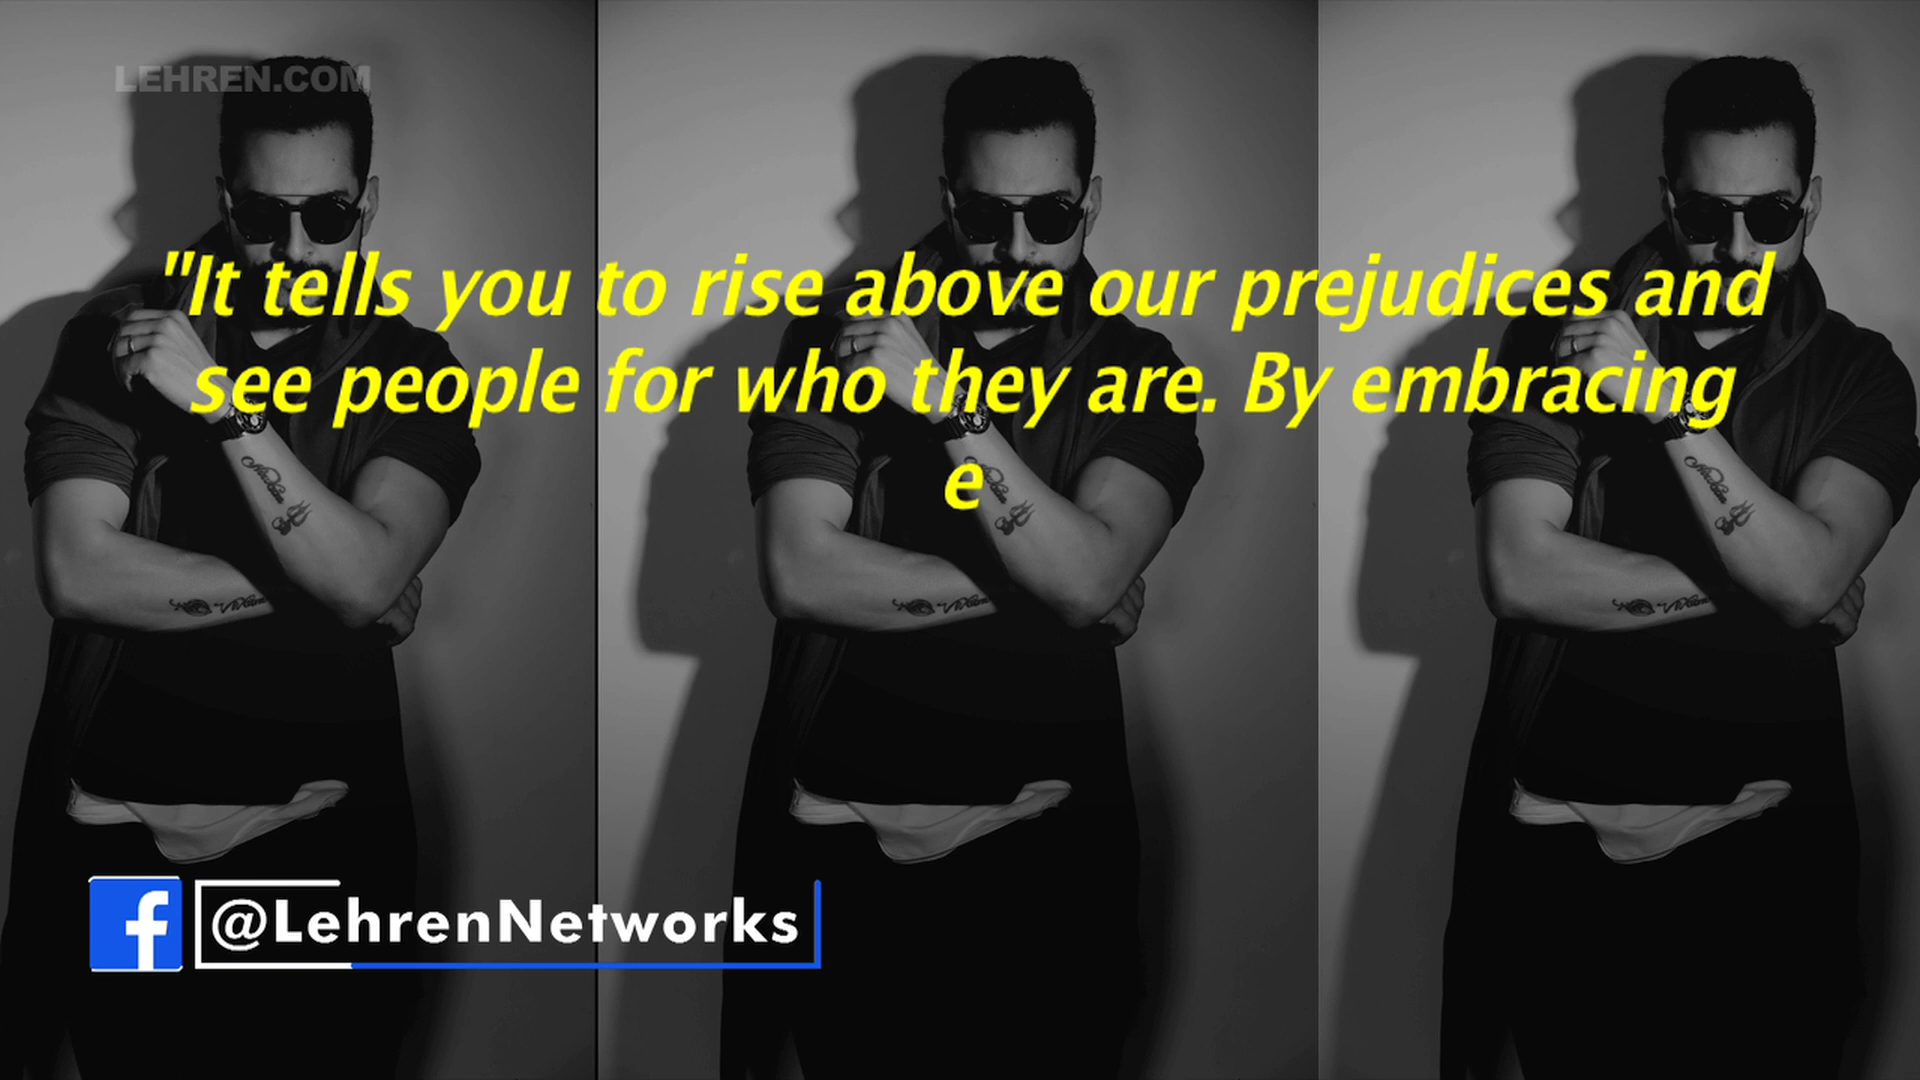 LEHREN.COM
"It tells you to rise above our prejudices and
see people for who they are. By embracing
e
@LehrenNetworks